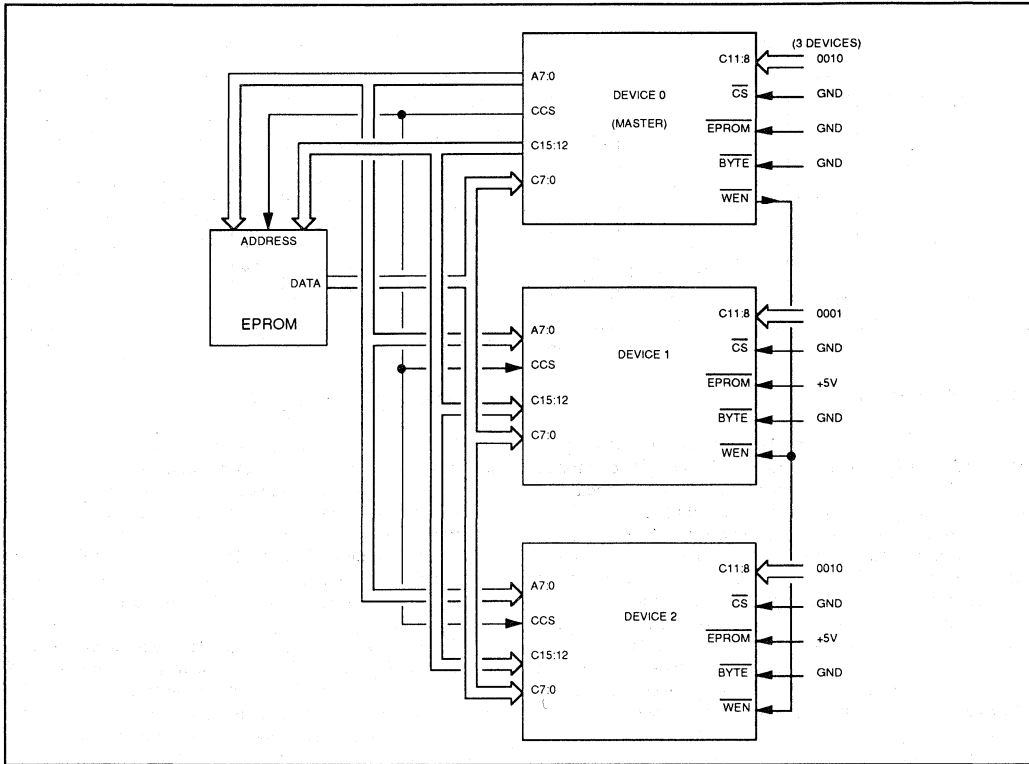 (3 DEVICES)
C11:8 0010
A7:0
DEVICE 0
CS GND
CCS
(MASTER)
EPROM GND
C15:12
BYTE GND
C7:0
WEN
ADDRESS
DATA
EPROM
C11:8 0001
A7:0
CS GND
DEVICE 1
CCS
EPROM +5V
C15:12
BYTE GND
C7:0
WEN
C11:8 0010
A7:0
CS GND
DEVICE 2
CCS
EPROM +5V
C15:12
BYTE GND
C7:0
WEN